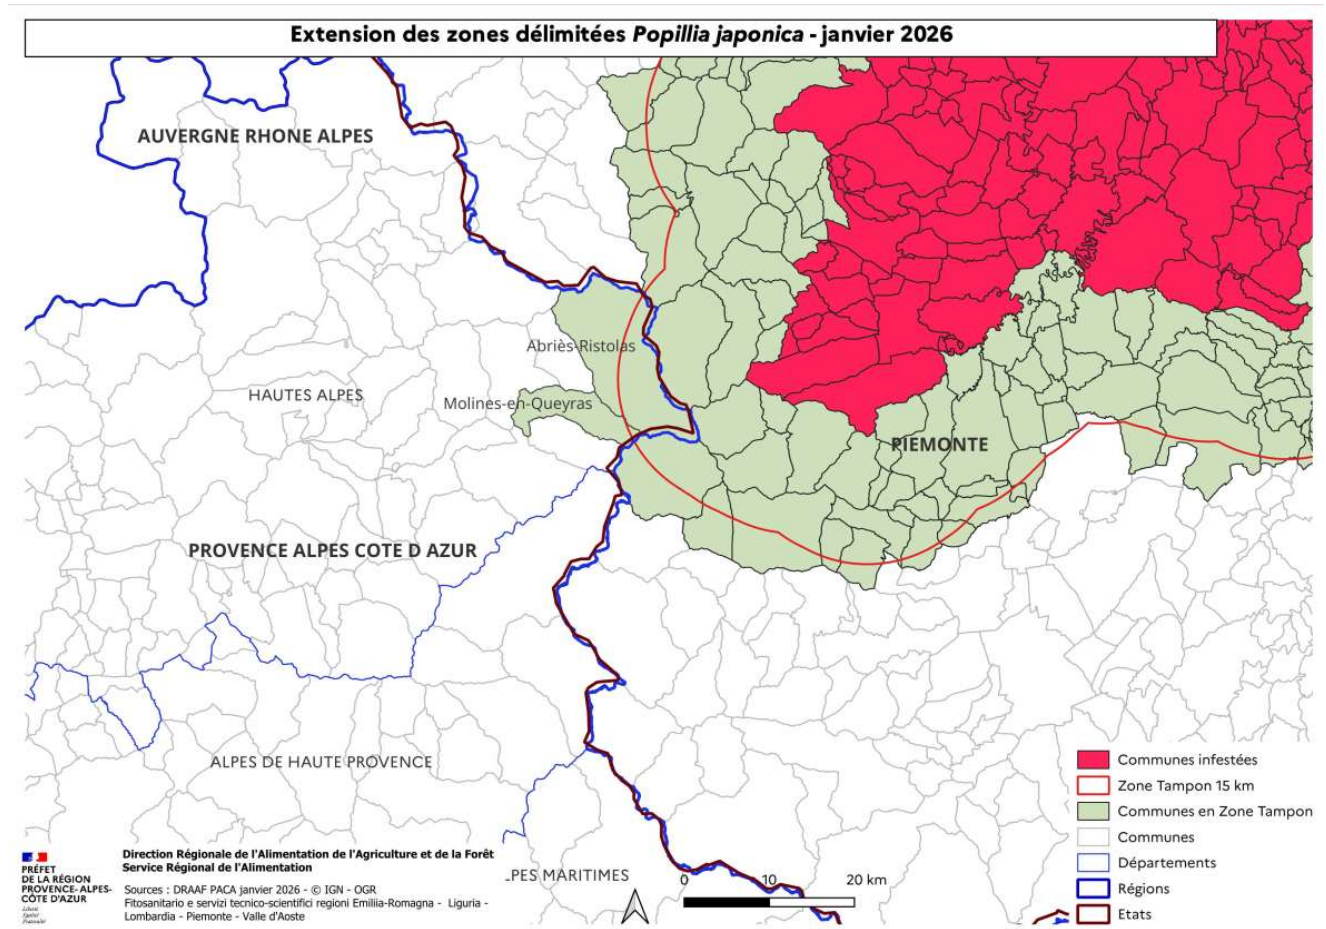 Extension des zones délimitées Popillia japonica - janvier 2026
AUVERGNE RHONE ALPES
Abriès-Ristolas
HAUTES ALPES
Molines-en-Queyras
PIEMONTE
PROVENCE ALPES COTE D AZUR
ALPES DE HAUTE PROVENCE
Communes infestées
Zone Tampon 15 km
Communes en Zone Tampon
Communes
Départements
Régions
Etats
PRÉFET
DE LA RÉGION
PROVENCE-ALPES-
CÔTE D'AZUR
Liberté
Égalité
Fraternité
Direction Régionale de l'Alimentation de l'Agriculture et de la Forêt
Service Régional de l'Alimentation
Sources : DRAAF PACA janvier 2026 - © IGN - OGR
Fitosanitario e servizi tecnico-scientifici regioni Emiliia-Romagna - Liguria -
Lombardia - Piemonte - Valle d'Aoste
LPES MARITIMES
0 10 20 km